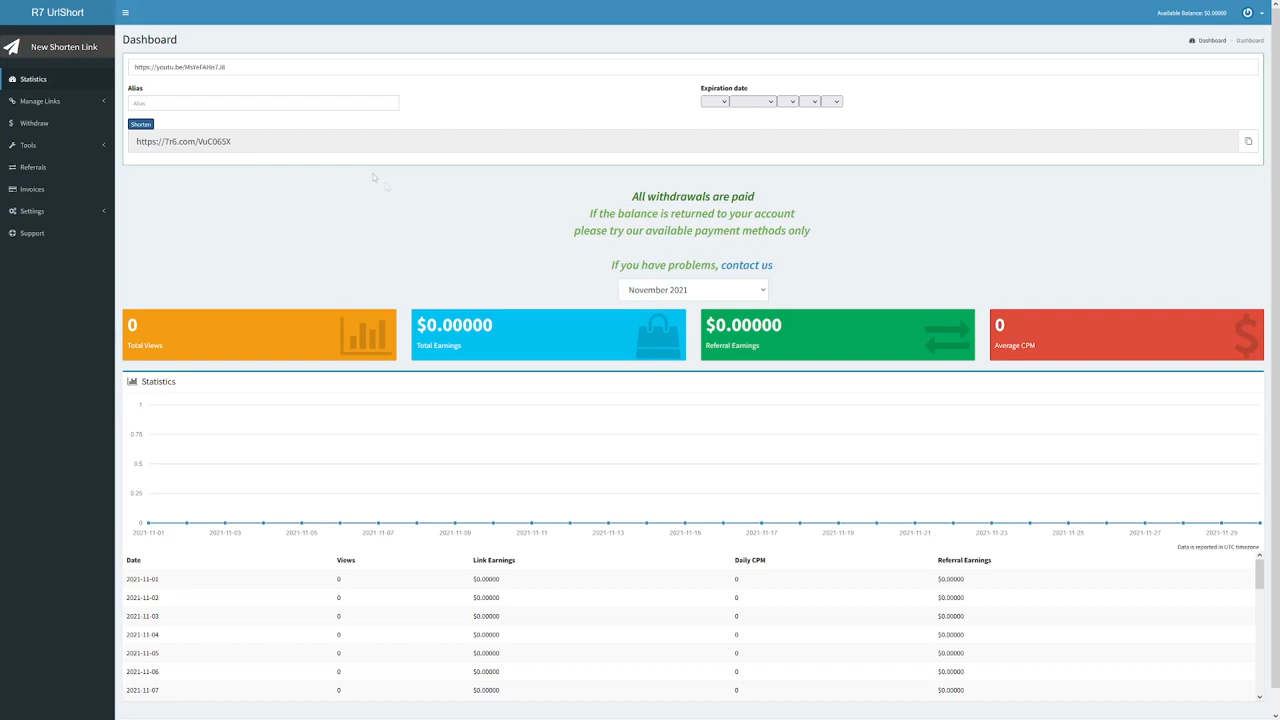 R7 UrlShort
Available Balance: $0.00000
New Shorten Link
Dashboard
Dashboard
Dashboard
https://youtu.be/MsYeFAHn7J8
Statistics
Alias
Expiration date
Manage Links
Alias
Withdraw
Shorten
Tools
https://7r6.com/VuC065X
Referrals
Invoices
Settings
Support
All withdrawals are paid
If the balance is returned to your account
please try our available payment methods only
If you have problems, contact us
November 2021
0
Total Views
$0.00000
Total Earnings
$0.00000
Referral Earnings
0
Average CPM
Statistics
1
0.75
0.5
0.25
0
2021-11-01 2021-11-03 2021-11-05 2021-11-07 2021-11-09 2021-11-11 2021-11-13 2021-11-15 2021-11-17 2021-11-19 2021-11-21 2021-11-23 2021-11-25 2021-11-27 2021-11-29
Data is reported in UTC timezone
Date Views Link Earnings Daily CPM Referral Earnings
2021-11-01 0 $0.00000 0 $0.00000
2021-11-02 0 $0.00000 0 $0.00000
2021-11-03 0 $0.00000 0 $0.00000
2021-11-04 0 $0.00000 0 $0.00000
2021-11-05 0 $0.00000 0 $0.00000
2021-11-06 0 $0.00000 0 $0.00000
2021-11-07 0 $0.00000 0 $0.00000